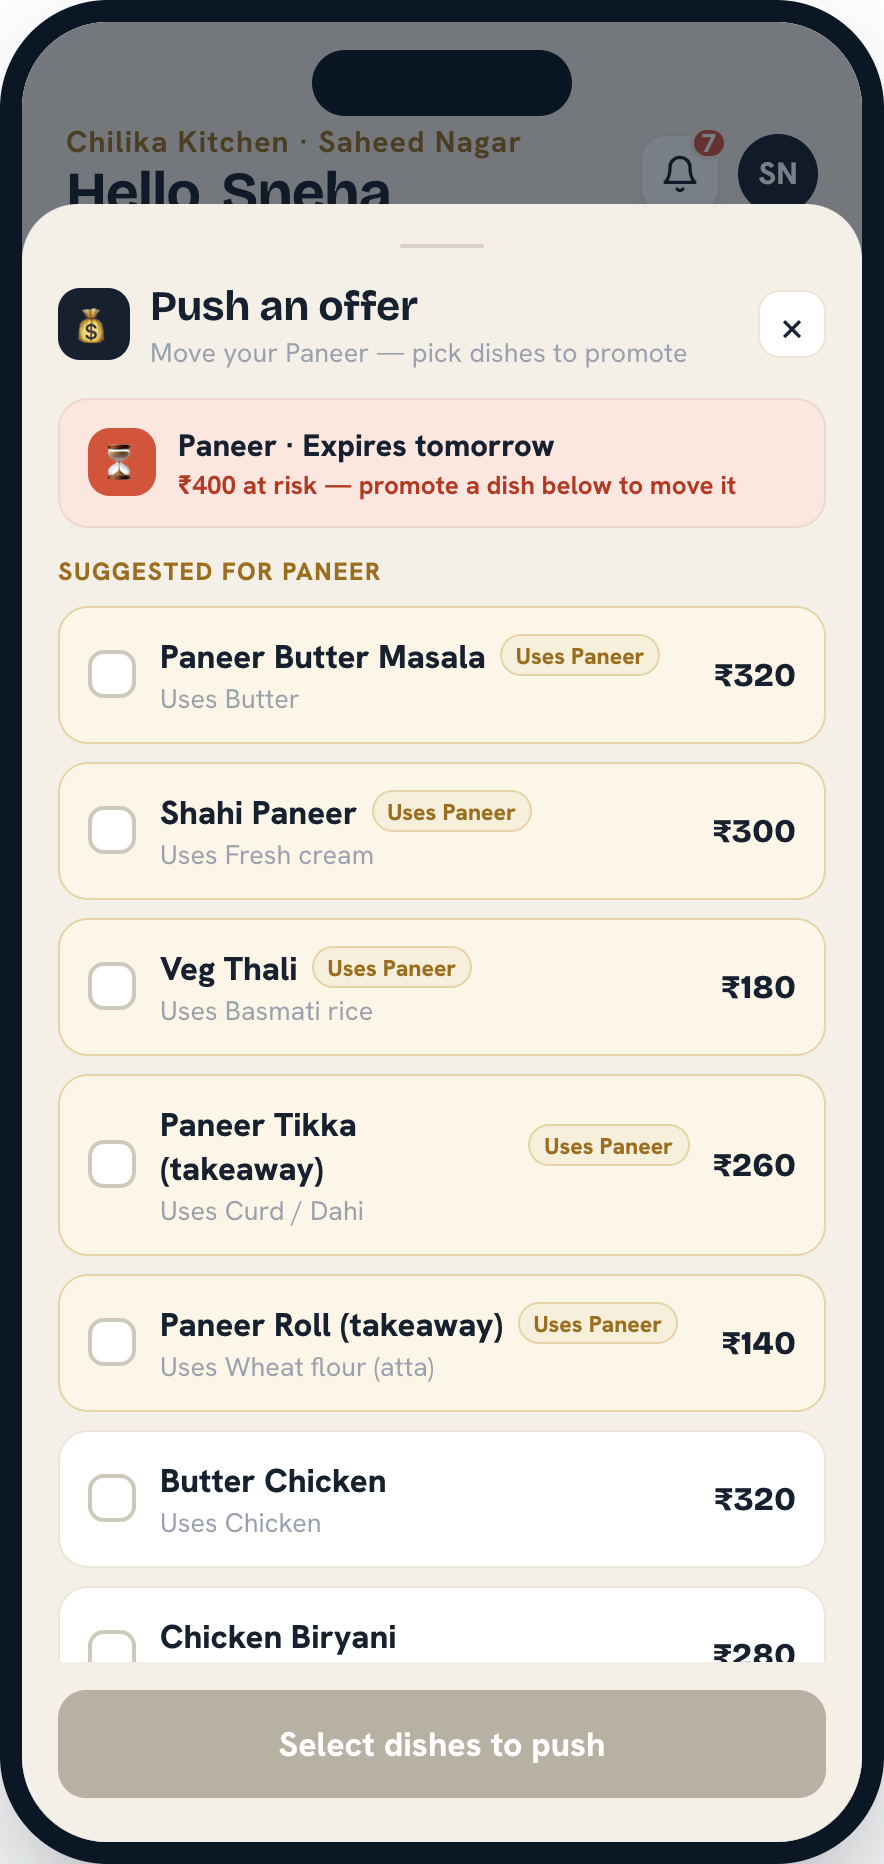 Chilika Kitchen · Saheed Nagar
Hello, Sneha
7
SN
Push an offer
Move your Paneer — pick dishes to promote
Paneer · Expires tomorrow
₹400 at risk — promote a dish below to move it
SUGGESTED FOR PANEER
Paneer Butter Masala Uses Paneer
Uses Butter
₹320
Shahi Paneer Uses Paneer
Uses Fresh cream
₹300
Veg Thali Uses Paneer
Uses Basmati rice
₹180
Paneer Tikka
(takeaway) Uses Paneer
Uses Curd / Dahi
₹260
Paneer Roll (takeaway) Uses Paneer
Uses Wheat flour (atta)
₹140
Butter Chicken
Uses Chicken
₹320
Chicken Biryani
₹280
Select dishes to push